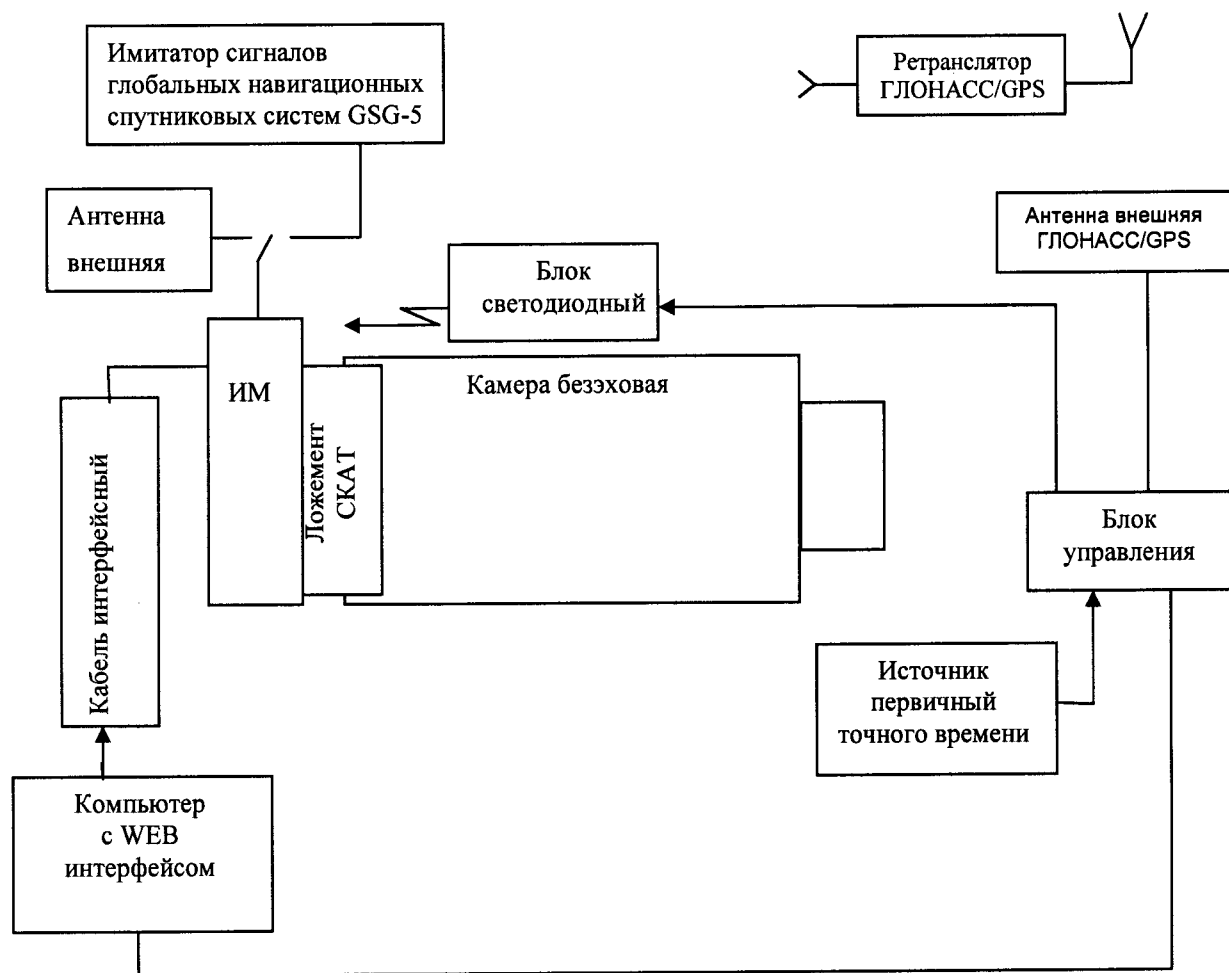 Имитатор сигналов
глобальных навигационных
спутниковых систем GSG-5
Ретранслятор
ГЛОНАСС/GPS
Антенна
внешняя
Антенна внешняя
ГЛОНАСС/GPS
Блок
светодиодный
ИМ
Ложемент
СКАТ
Камера безэховая
Кабель интерфейсный
Блок
управления
Источник
первичный
точного времени
Компьютер
с WEB
интерфейсом